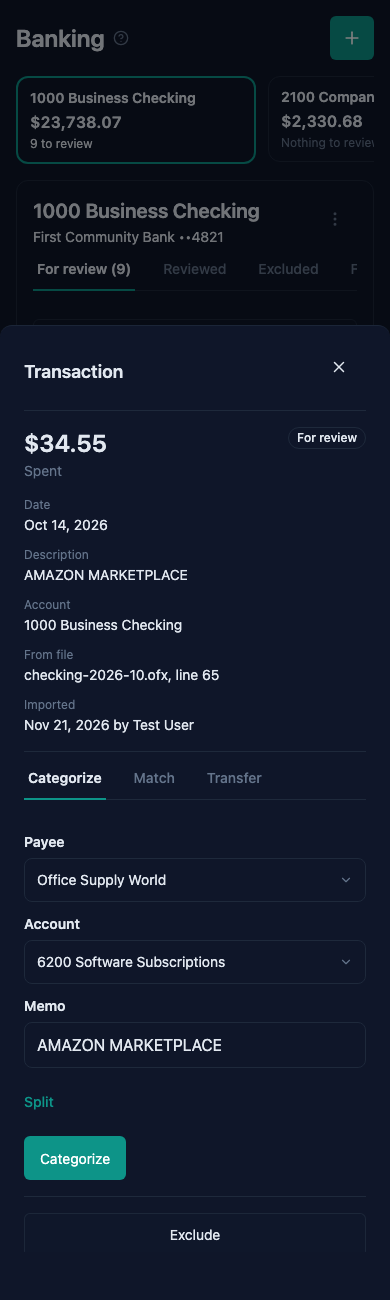 Banking
1000 Business Checking
$23,738.07
9 to review
2100 Compan
$2,330.68
Nothing to review
1000 Business Checking
First Community Bank ••4821
For review (9) Reviewed Excluded F
Transaction
$34.55
For review
Spent
Date
Oct 14, 2026
Description
AMAZON MARKETPLACE
Account
1000 Business Checking
From file
checking-2026-10.ofx, line 65
Imported
Nov 21, 2026 by Test User
Categorize Match Transfer
Payee
Office Supply World
Account
6200 Software Subscriptions
Memo
AMAZON MARKETPLACE
Split
Categorize
Exclude